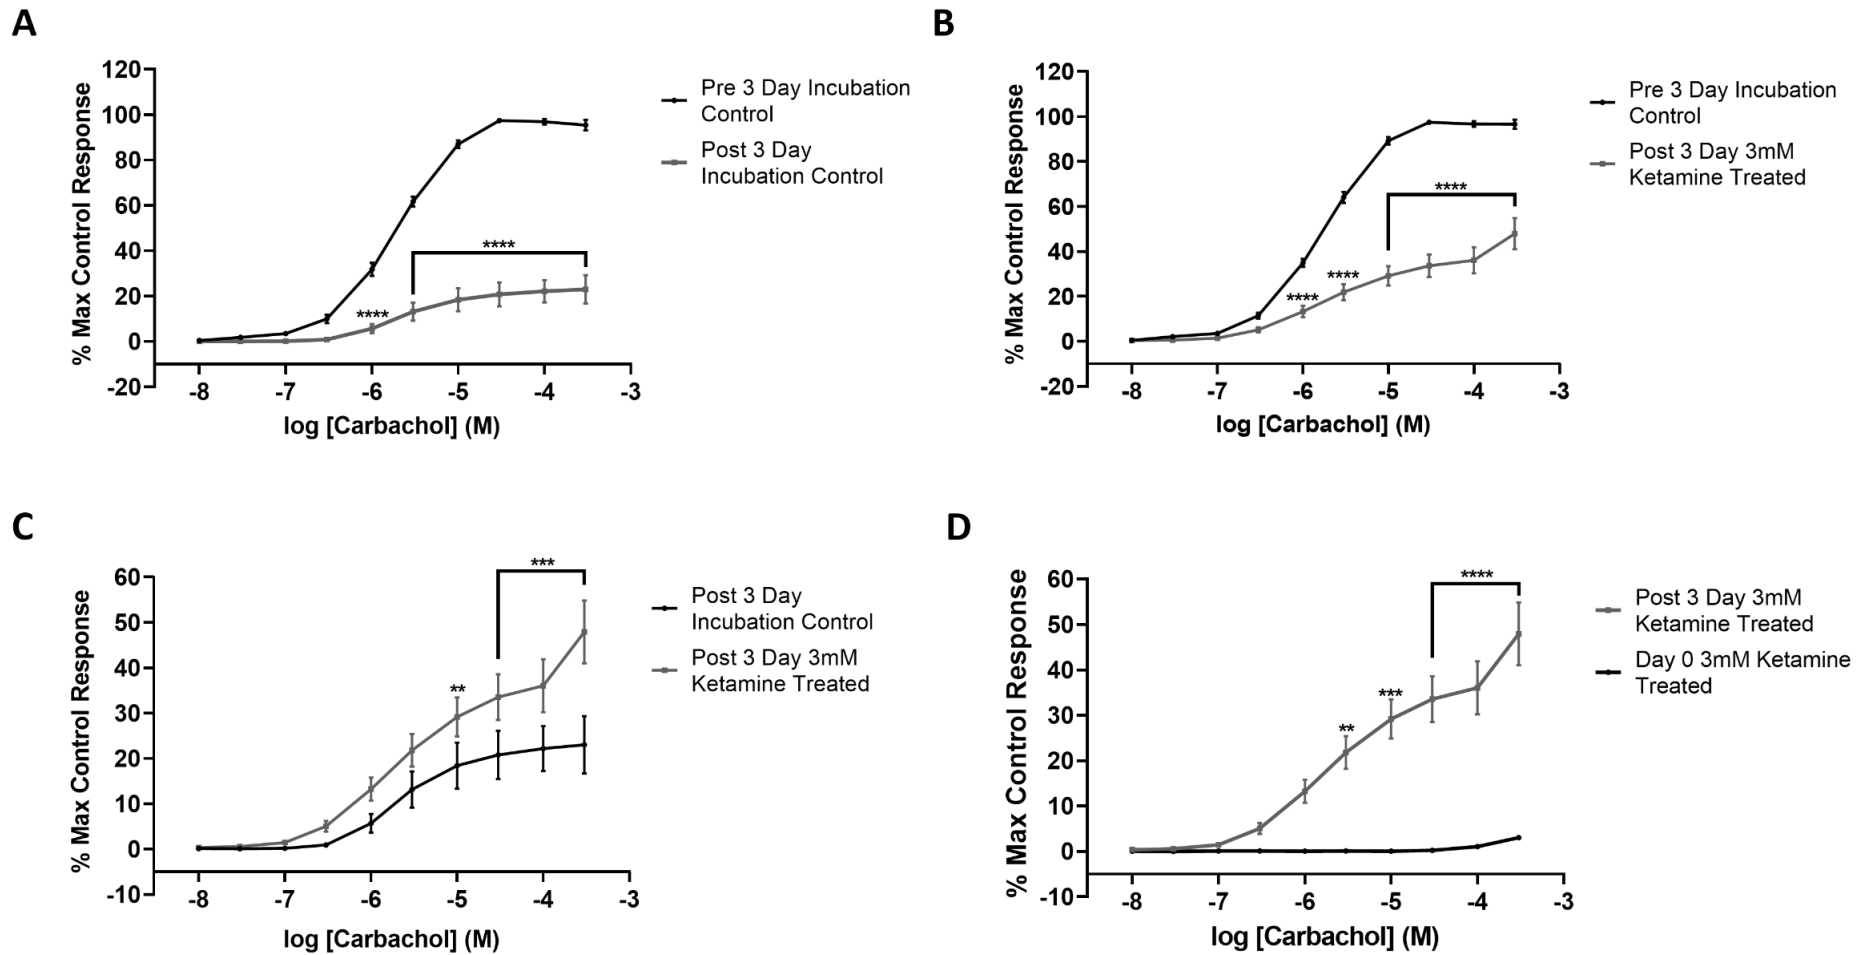 A
120
100
80
60
40
20
0
-20
% Max Control Response
****
****
-8
-7
-6
-5
-4
-3
log [Carbachol] (M)
Pre 3 Day Incubation
Control
Post 3 Day
Incubation Control
B
120
100
80
60
40
20
0
-20
% Max Control Response
****
****
****
-8
-7
-6
-5
-4
-3
log [Carbachol] (M)
Pre 3 Day Incubation
Control
Post 3 Day 3mM
Ketamine Treated
C
60
50
40
30
20
10
0
-10
% Max Control Response
***
**
-8
-7
-6
-5
-4
-3
log [Carbachol] (M)
Post 3 Day
Incubation Control
Post 3 Day 3mM
Ketamine Treated
D
60
50
40
30
20
10
0
-10
% Max Control Response
****
***
**
-8
-7
-6
-5
-4
-3
log [Carbachol] (M)
Post 3 Day 3mM
Ketamine Treated
Day 0 3mM Ketamine
Treated